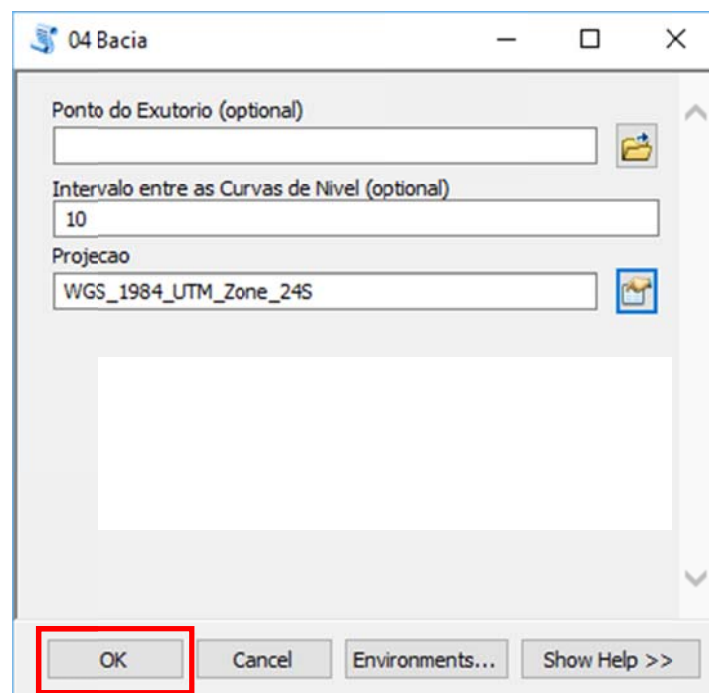 04 Bacia
Ponto do Exutorio (optional)
Intervalo entre as Curvas de Nivel (optional)
10
Projecao
WGS_1984_UTM_Zone_24S
OK Cancel Environments... Show Help >>